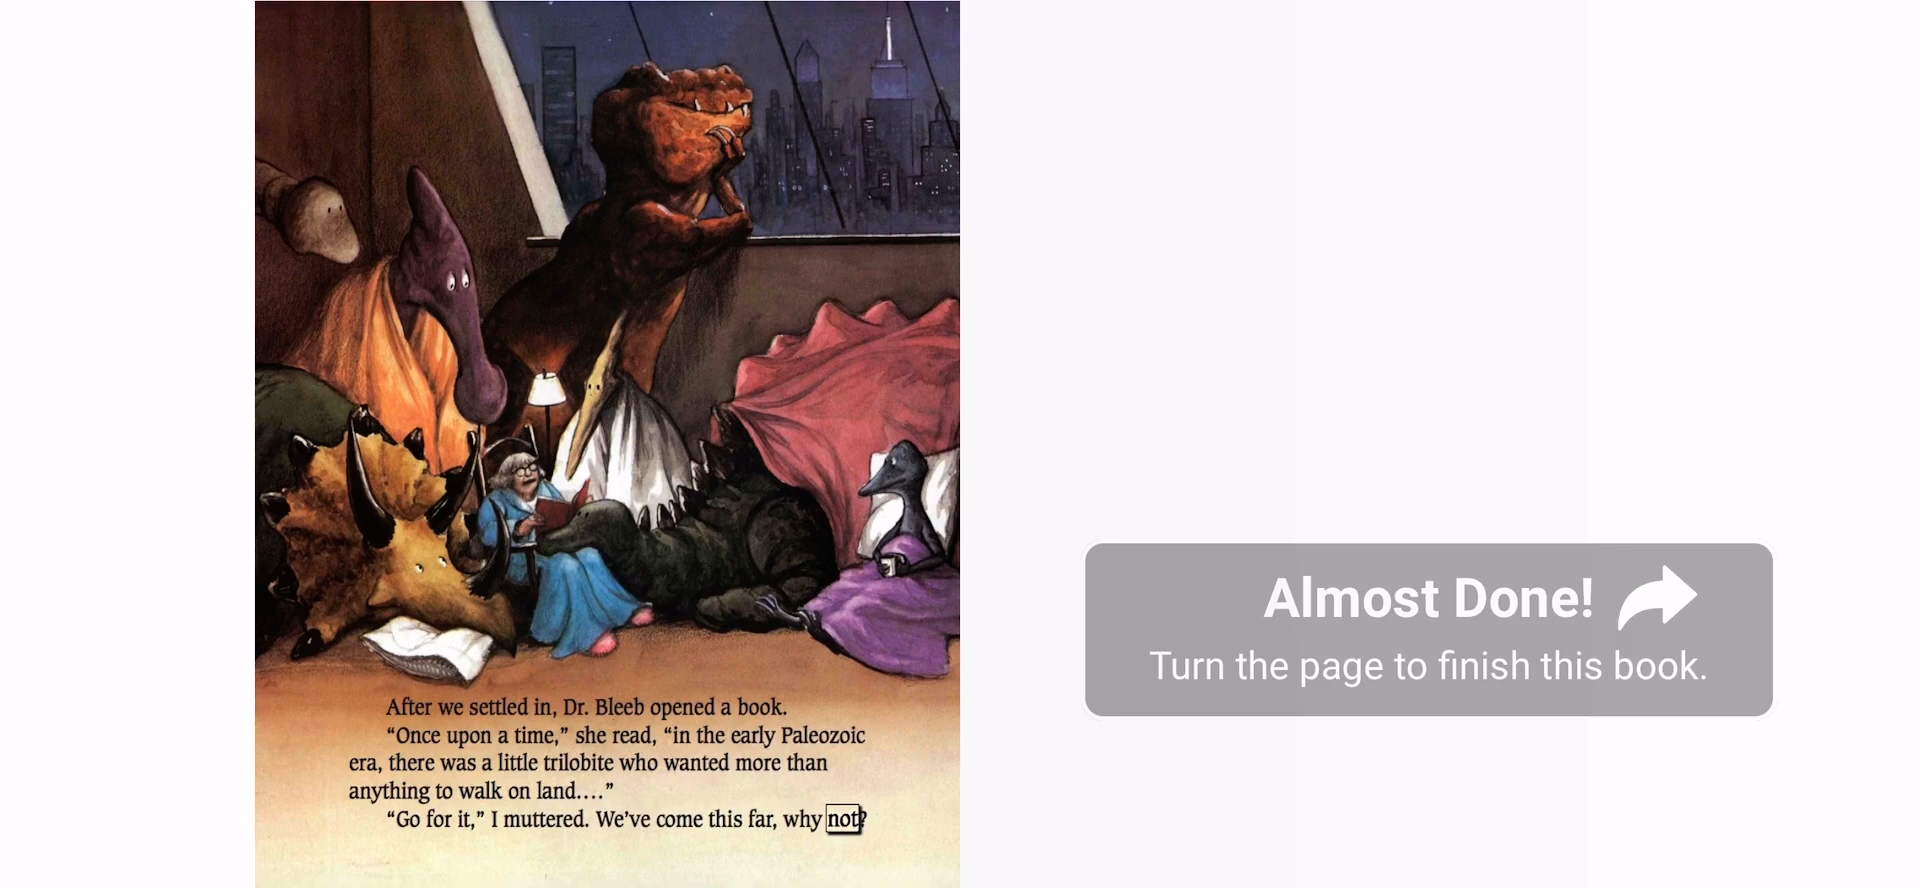 After we settled in, Dr. Bleeb opened a book.
“Once upon a time,” she read, “in the early Paleozoic
era, there was a little trilobite who wanted more than
anything to walk on land....”
“Go for it,” I muttered. We’ve come this far, why not?
Almost Done!
Turn the page to finish this book.